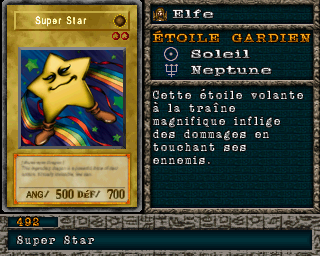 Super Star
ANG/ 500 DÉF/ 700
Elfe
ÉTOILE GARDIEN
Soleil
Neptune
Cette étoile volante
à la traîne
magnifique inflige
des dommages en
touchant ses
ennemis.
492
Super Star